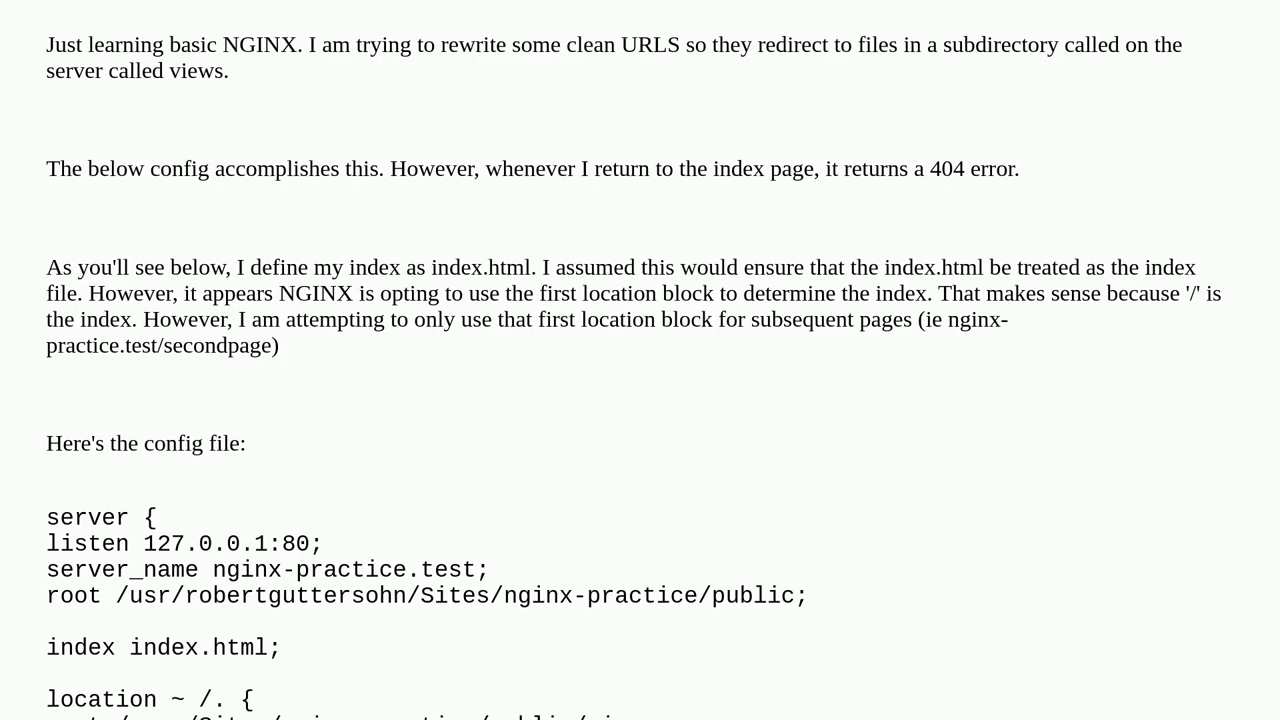 Just learning basic NGINX. I am trying to rewrite some clean URLS so they redirect to files in a subdirectory called on the
server called views.
The below config accomplishes this. However, whenever I return to the index page, it returns a 404 error.
As you'll see below, I define my index as index.html. I assumed this would ensure that the index.html be treated as the index
file. However, it appears NGINX is opting to use the first location block to determine the index. That makes sense because '/' is
the index. However, I am attempting to only use that first location block for subsequent pages (ie nginx-
practice.test/secondpage)
Here's the config file:
server {
listen 127.0.0.1:80;
server_name nginx-practice.test;
root /usr/robertguttersohn/Sites/nginx-practice/public;
index index.html;
location ~ /. {